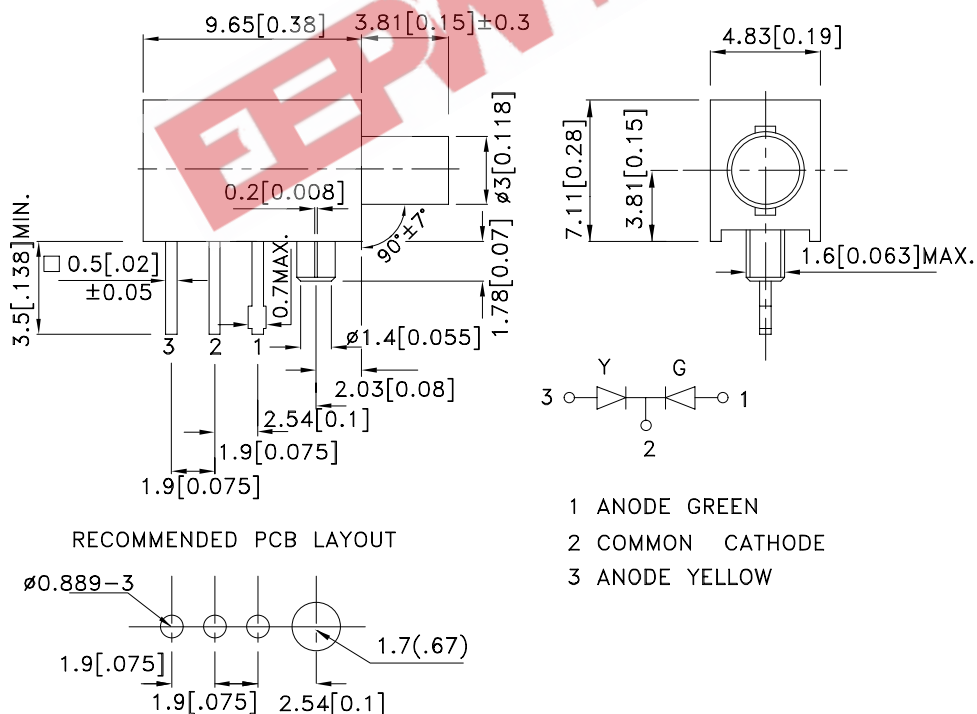 9.65[0.38]
3.81[0.15]±0.3
4.83[0.19]
EEPW
ø3[0.118]
7.11[0.28]
3.81[0.15]
0.2[0.008]
90°±7°
1.78[0.07]
3.5[.138]MIN.
□ 0.5[.02]
±0.05
0.7MAX.
1.6[0.063]MAX.
3 2 1
ø1.4[0.055]
2.03[0.08]
2.54[0.1]
1.9[0.075]
1.9[0.075]
Y G
3 1
2
1 ANODE GREEN
2 COMMON CATHODE
3 ANODE YELLOW
RECOMMENDED PCB LAYOUT
ø0.889-3
1.7(.67)
1.9[.075]
1.9[.075]
2.54[0.1]